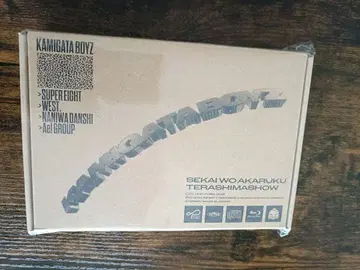 KAMIGATA BOYZ
>SUPER EIGHT
>WEST.
>NANIWA DANSHI
>Aぇ! GROUP
KAMIGATA BOYZ
SEKAI WO AKARUKU
TERASHIMASHOW